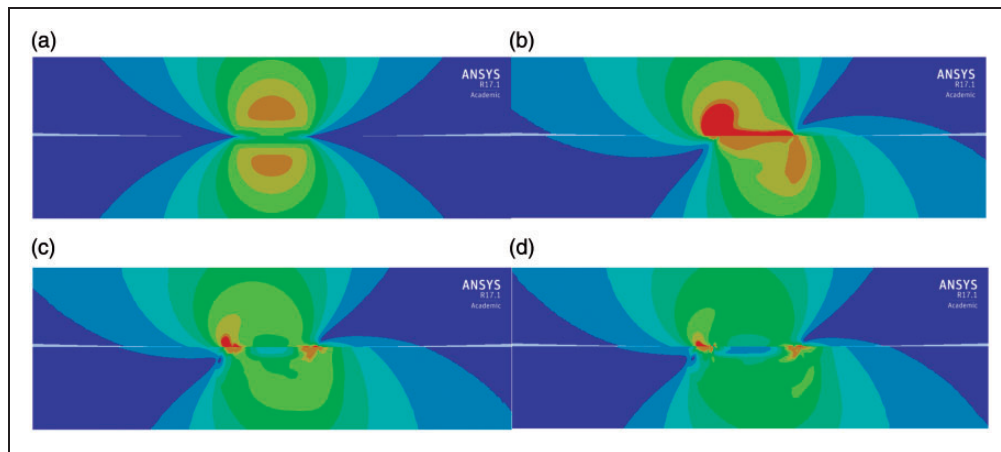 (a)
ANSYS
R17.1
Academic
(b)
ANSYS
R17.1
Academic
(c)
ANSYS
R17.1
Academic
(d)
ANSYS
R17.1
Academic